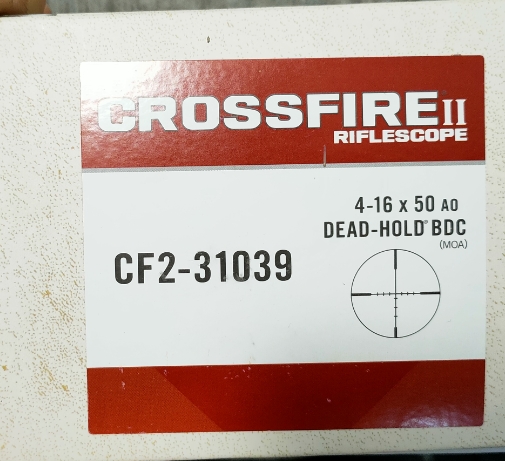 CROSSFIRE II
RIFLESCOPE
4-16 x 50 AO
DEAD-HOLD® BDC
(MOA)
CF2-31039